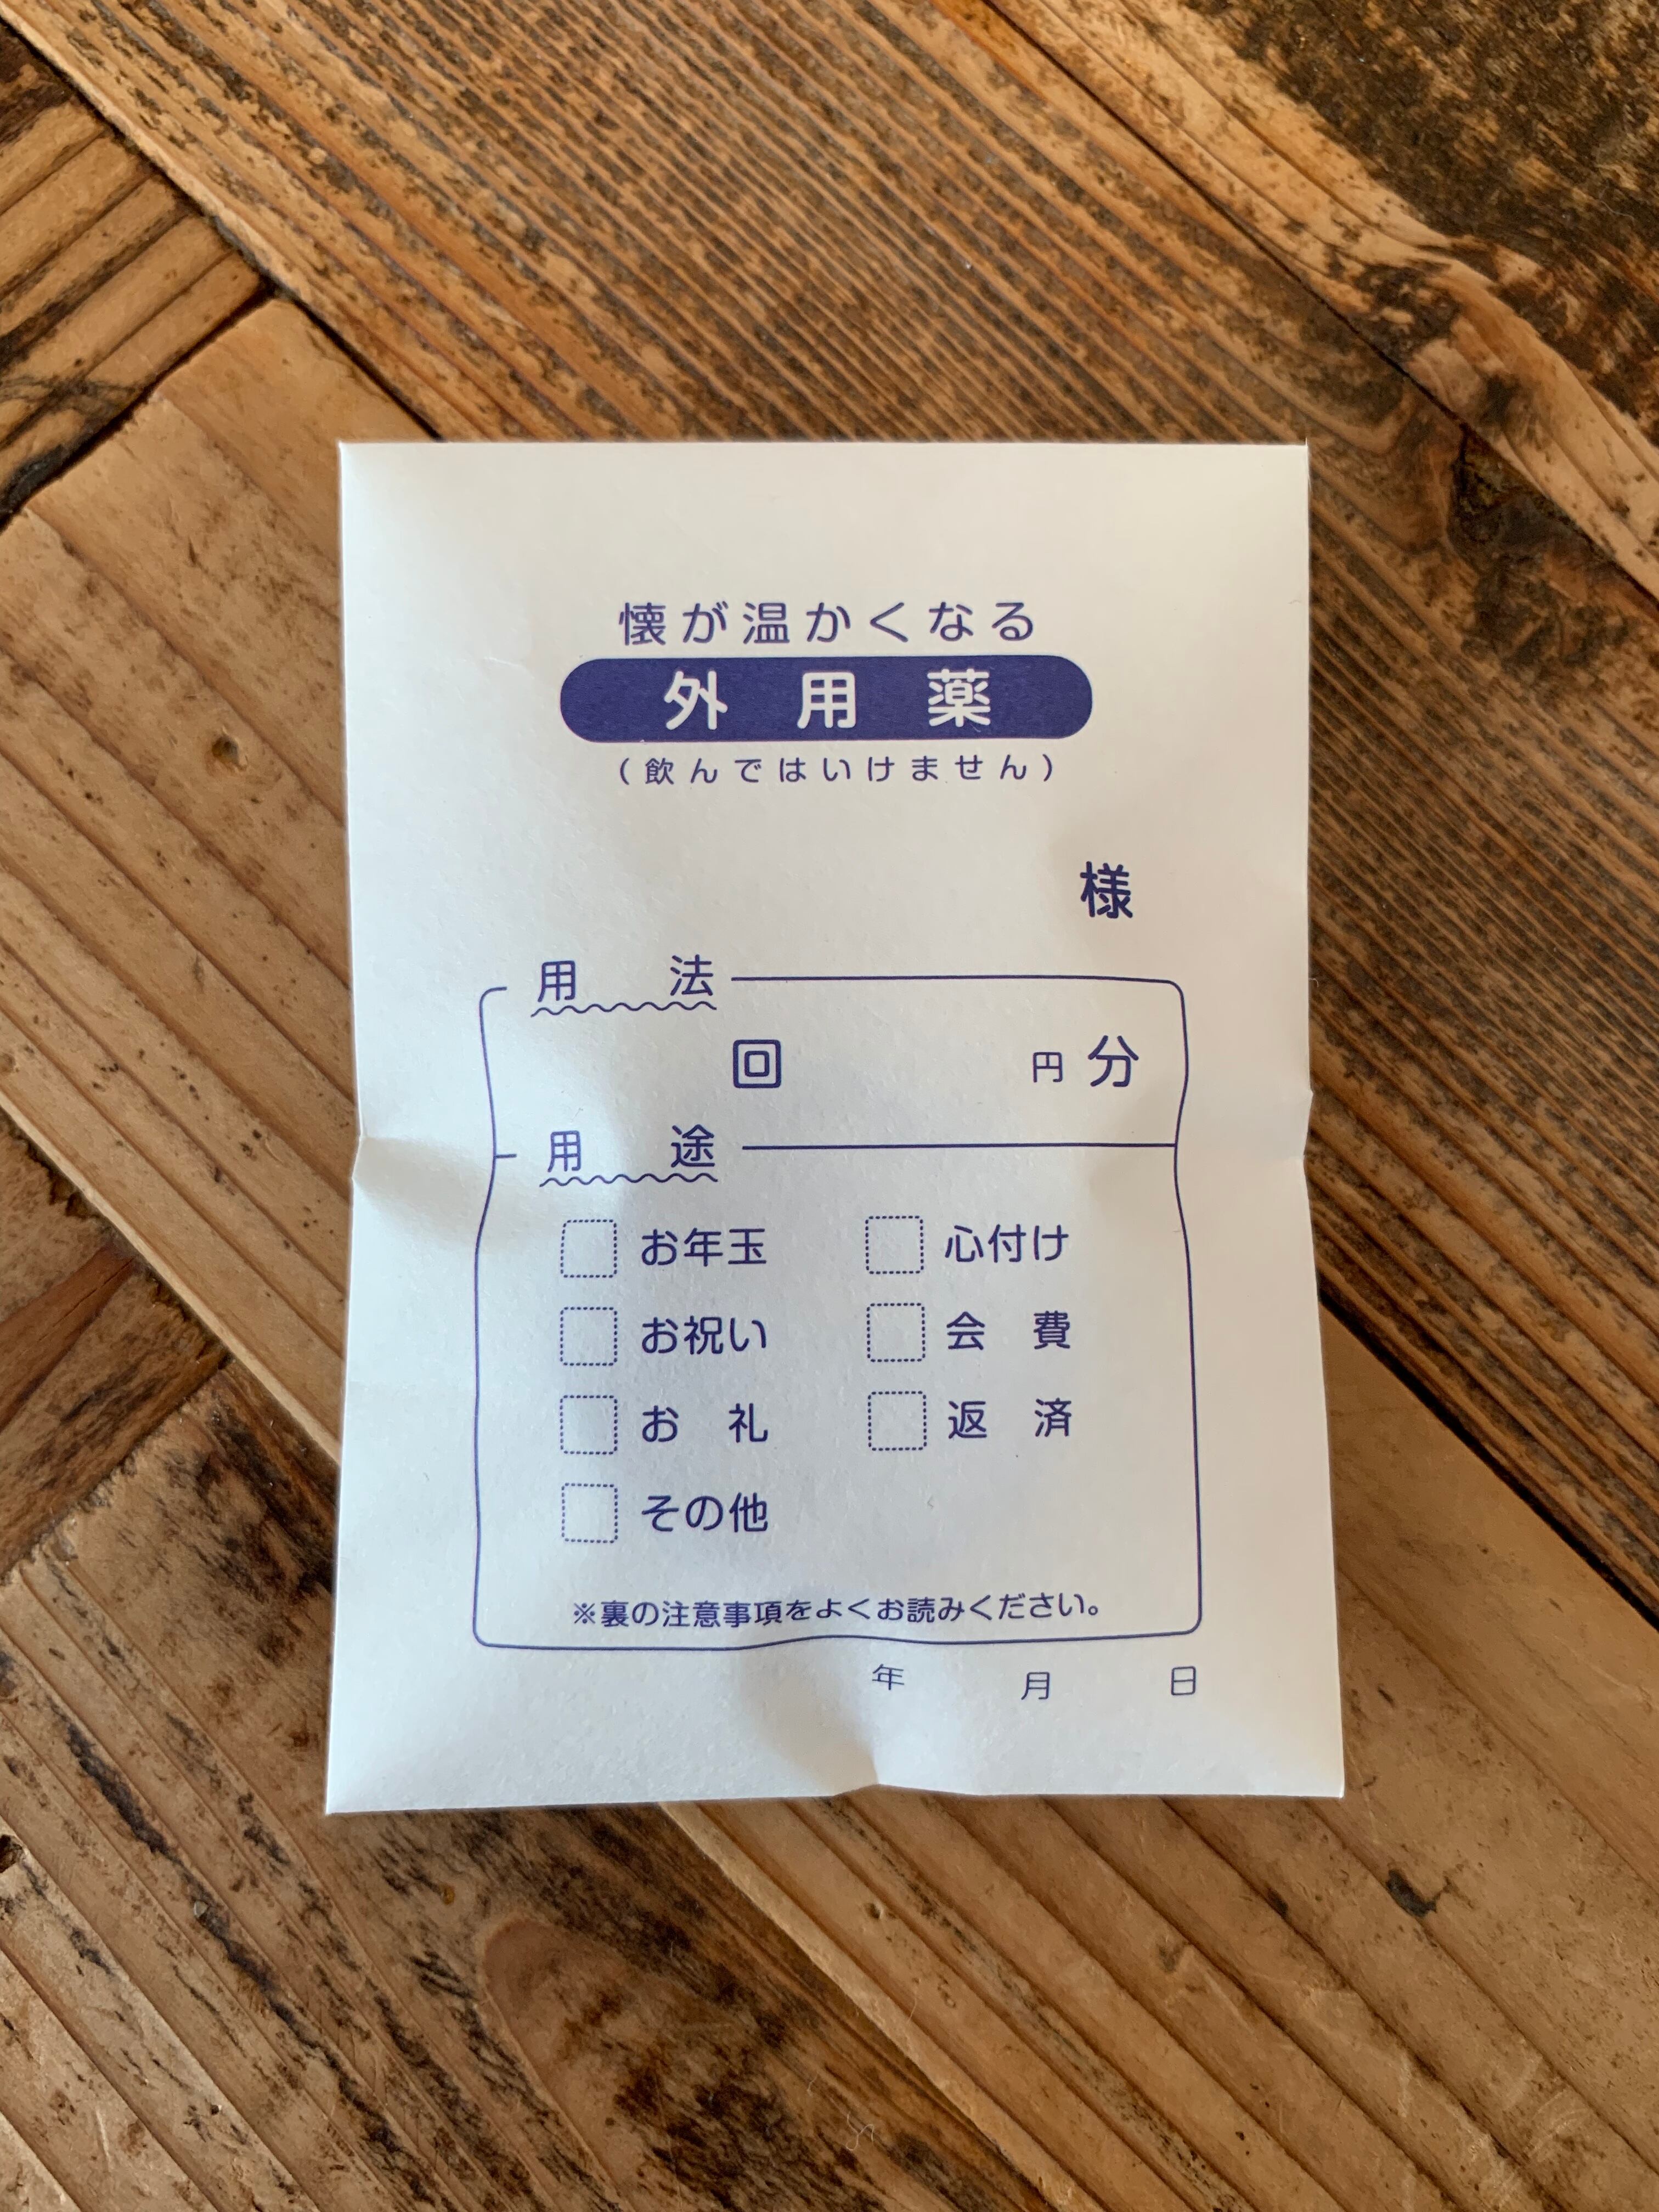 懐が温かくなる
外用薬
(飲んではいけません)
様
用法
回 円分
用途
お年玉 心付け
お祝い 会費
お礼 返済
その他
※裏の注意事項をよくお読みください。
年 月 日